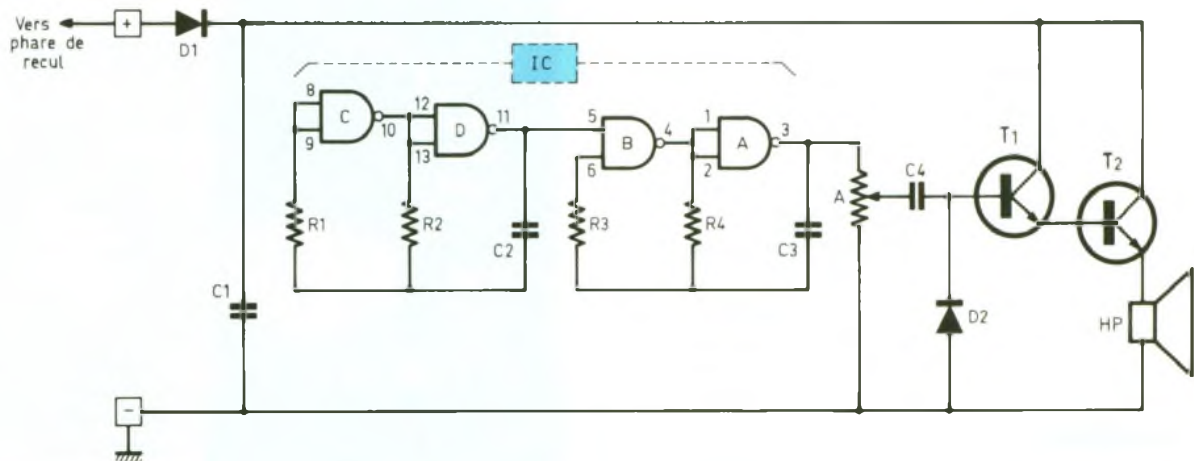 Vers
phare de
recul
+
D1
IC
8
9
C
10
12
13
D
11
5
6
B
4
1
2
A
3
T1
T2
R1
R2
C2
R3
R4
C3
A
C4
C1
D2
HP
-